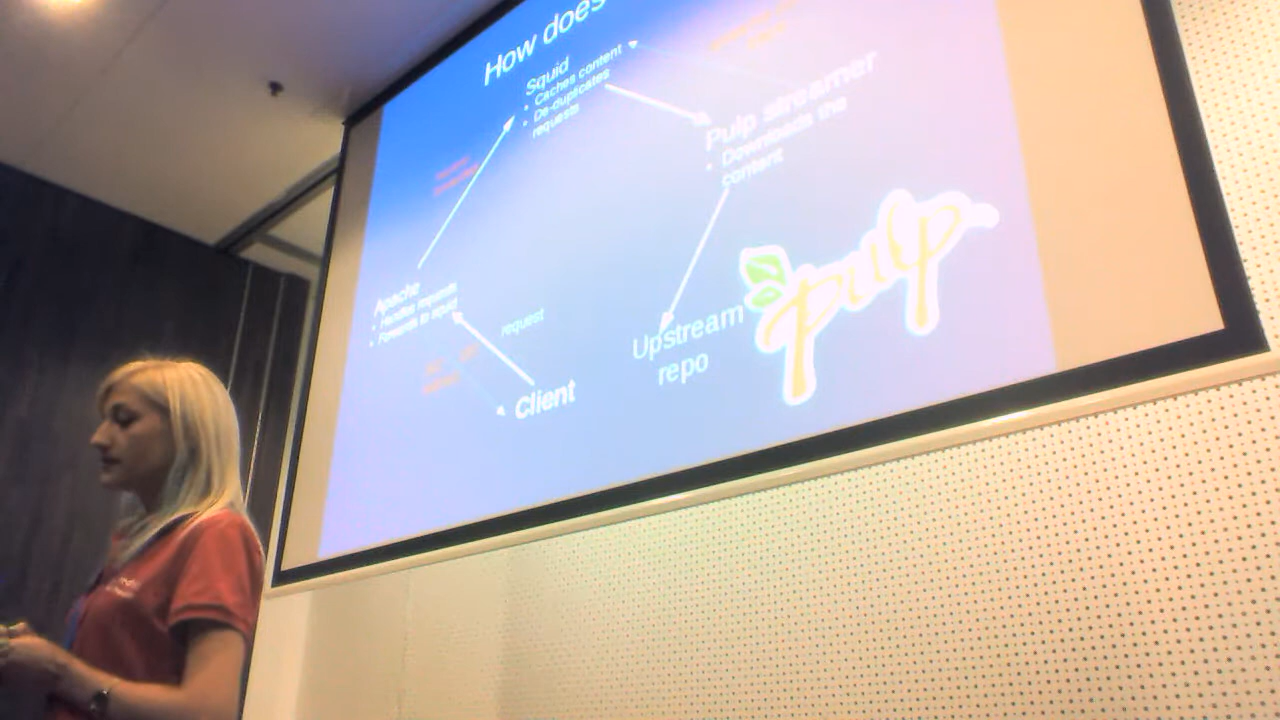 How does
Squid
• Caches content
• De-duplicates
requests
Pulp streamer
• Downloads the
content
Apache
• Handles requests
• Forwards to squid
request
Client
Upstream
repo
pulp